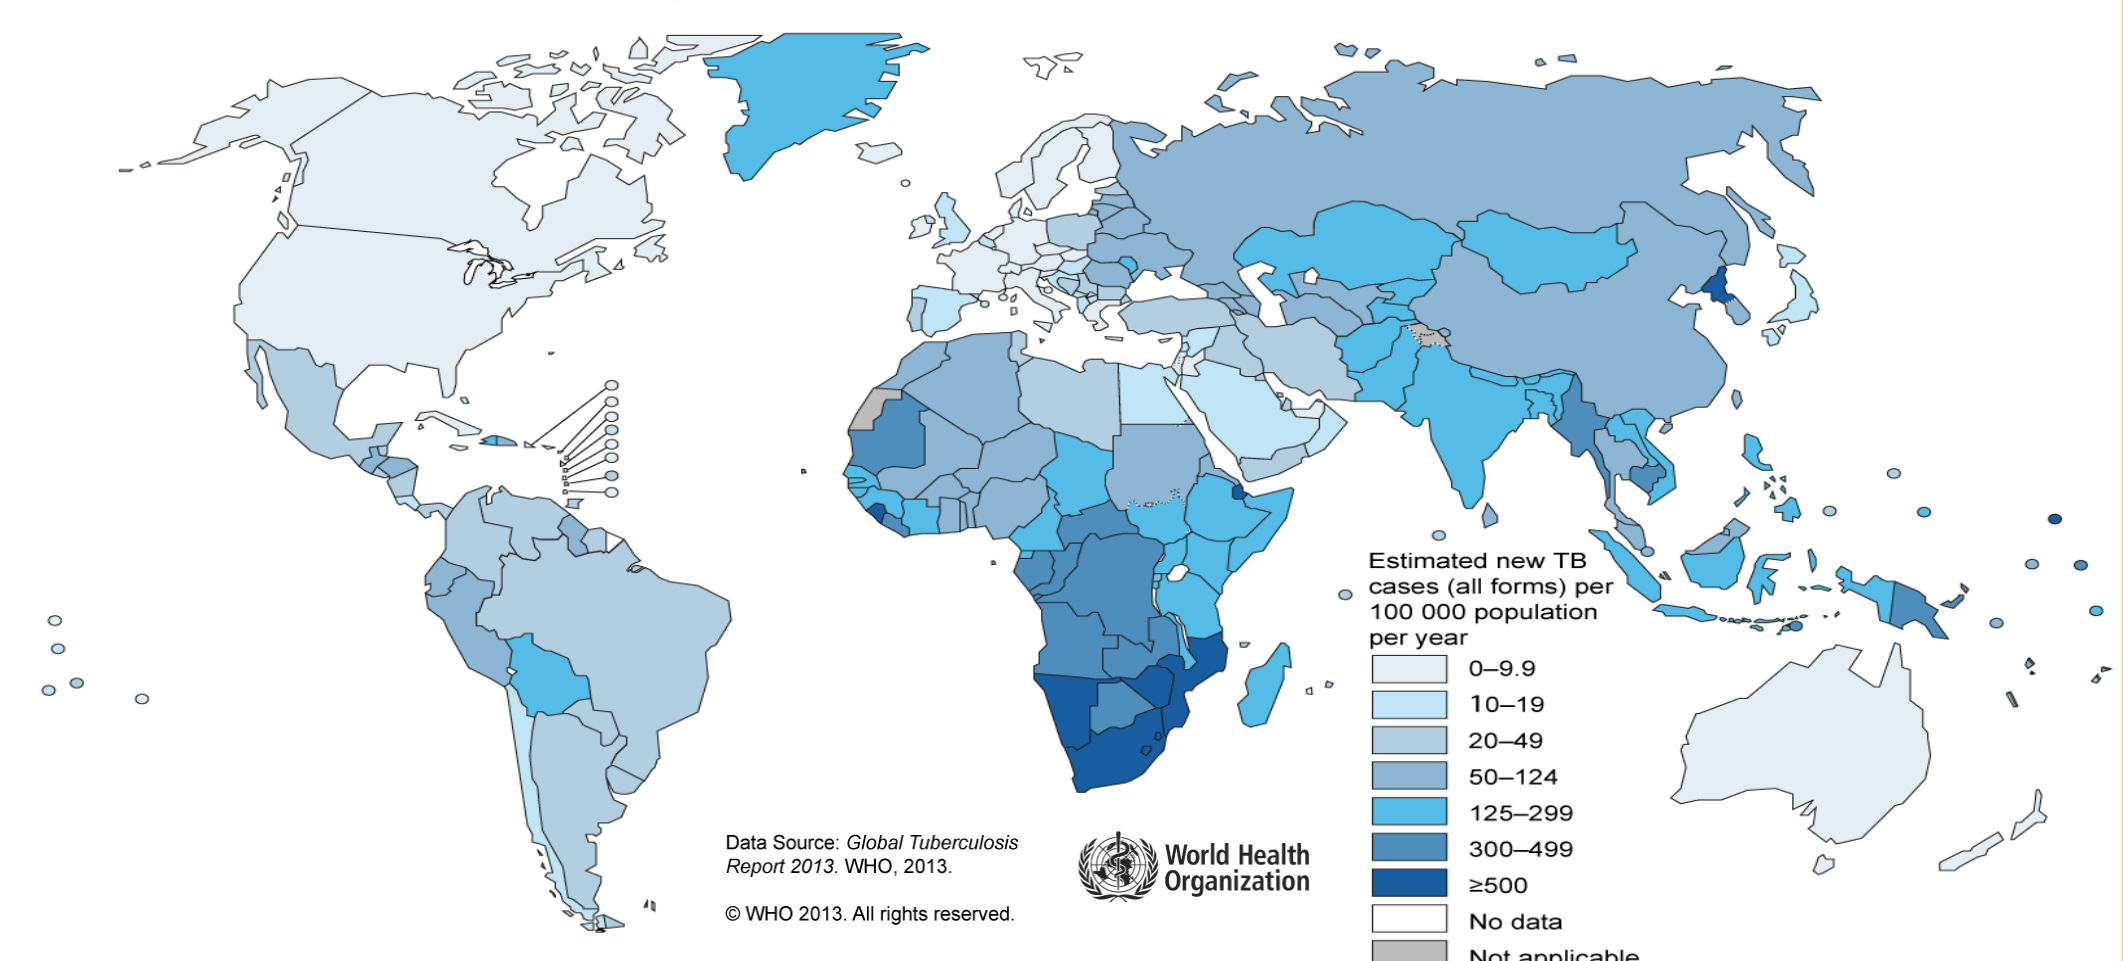 Estimated new TB
cases (all forms) per
100 000 population
per year
0–9.9
10–19
20–49
50–124
125–299
300–499
≥500
No data
Not applicable
Data Source: Global Tuberculosis
Report 2013. WHO, 2013.
© WHO 2013. All rights reserved.
World Health
Organization